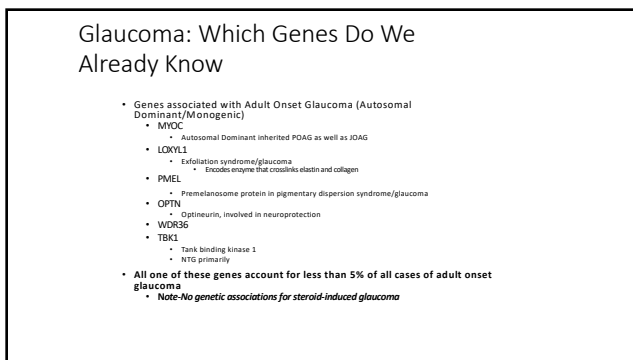 Glaucoma: Which Genes Do We
Already Know
• Genes associated with Adult Onset Glaucoma (Autosomal
Dominant/Monogenic)
• MYOC
• Autosomal Dominant inherited POAG as well as JOAG
• LOXYL1
• Exfoliation syndrome/glaucoma
• Encodes enzyme that crosslinks elastin and collagen
• PMEL
• Premelanosome protein in pigmentary dispersion syndrome/glaucoma
• OPTN
• Optineurin, involved in neuroprotection
• WDR36
• TBK1
• Tank binding kinase 1
• NTG primarily
• All one of these genes account for less than 5% of all cases of adult onset
glaucoma
• Note-No genetic associations for steroid-induced glaucoma